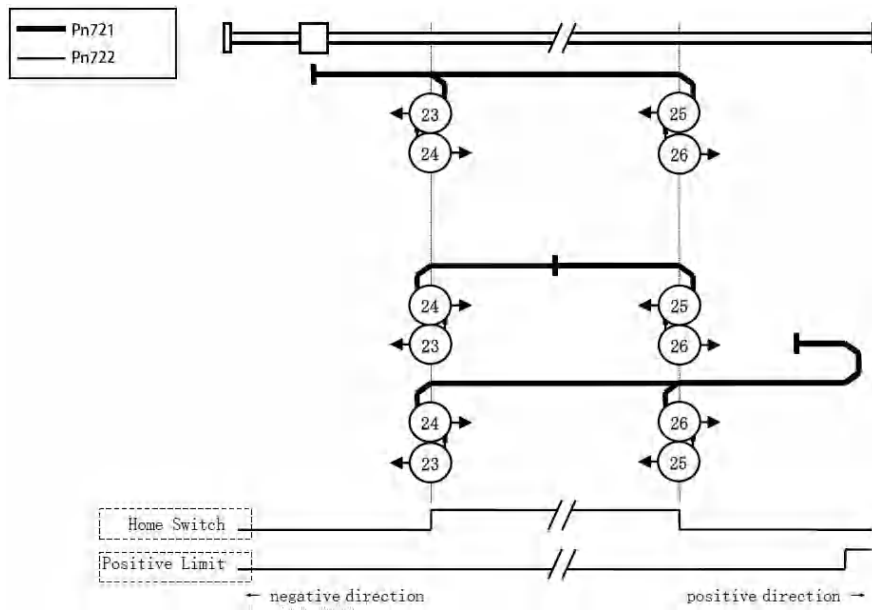 Pn721
Pn722
23 25
24 26
24 25
23 26
24 26
23 25
Home Switch
Positive Limit
← negative direction positive direction →